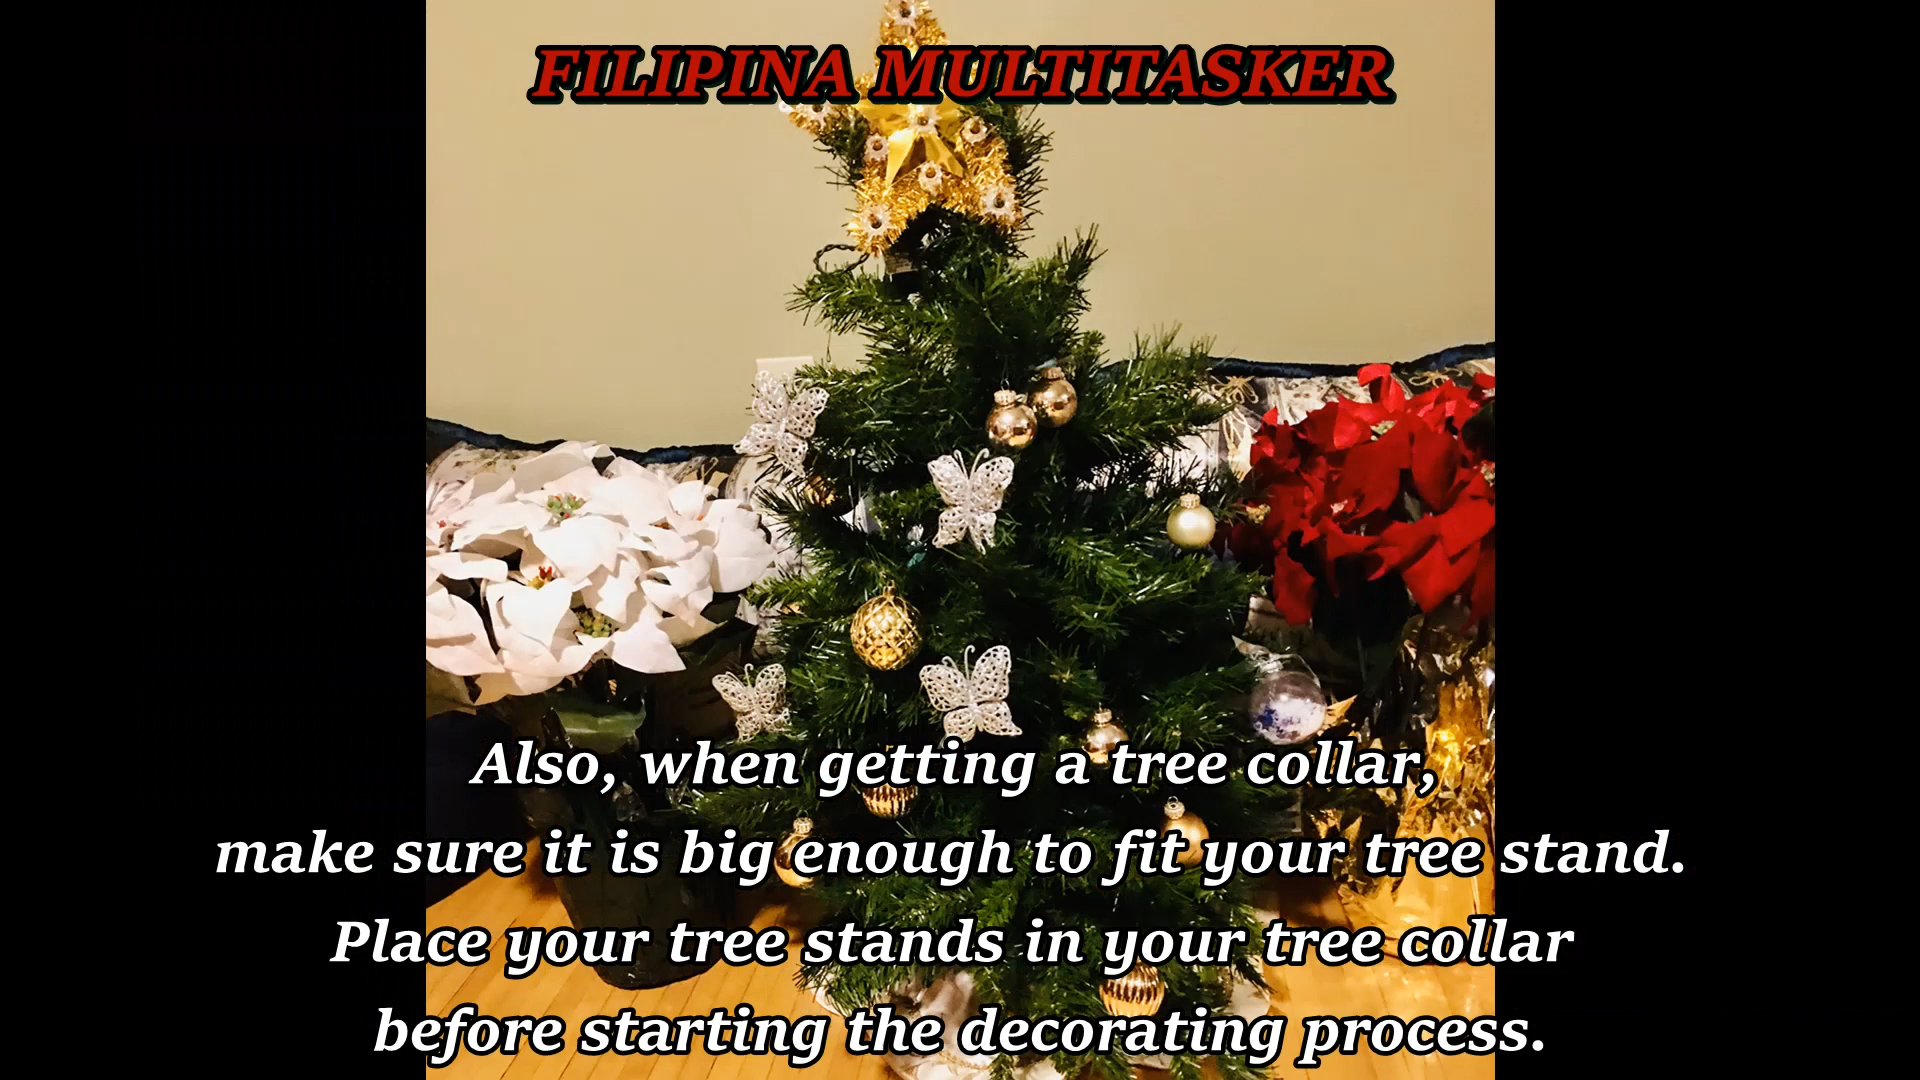 FILIPINA MULTITASKER
Also, when getting a tree collar,
make sure it is big enough to fit your tree stand.
Place your tree stands in your tree collar
before starting the decorating process.